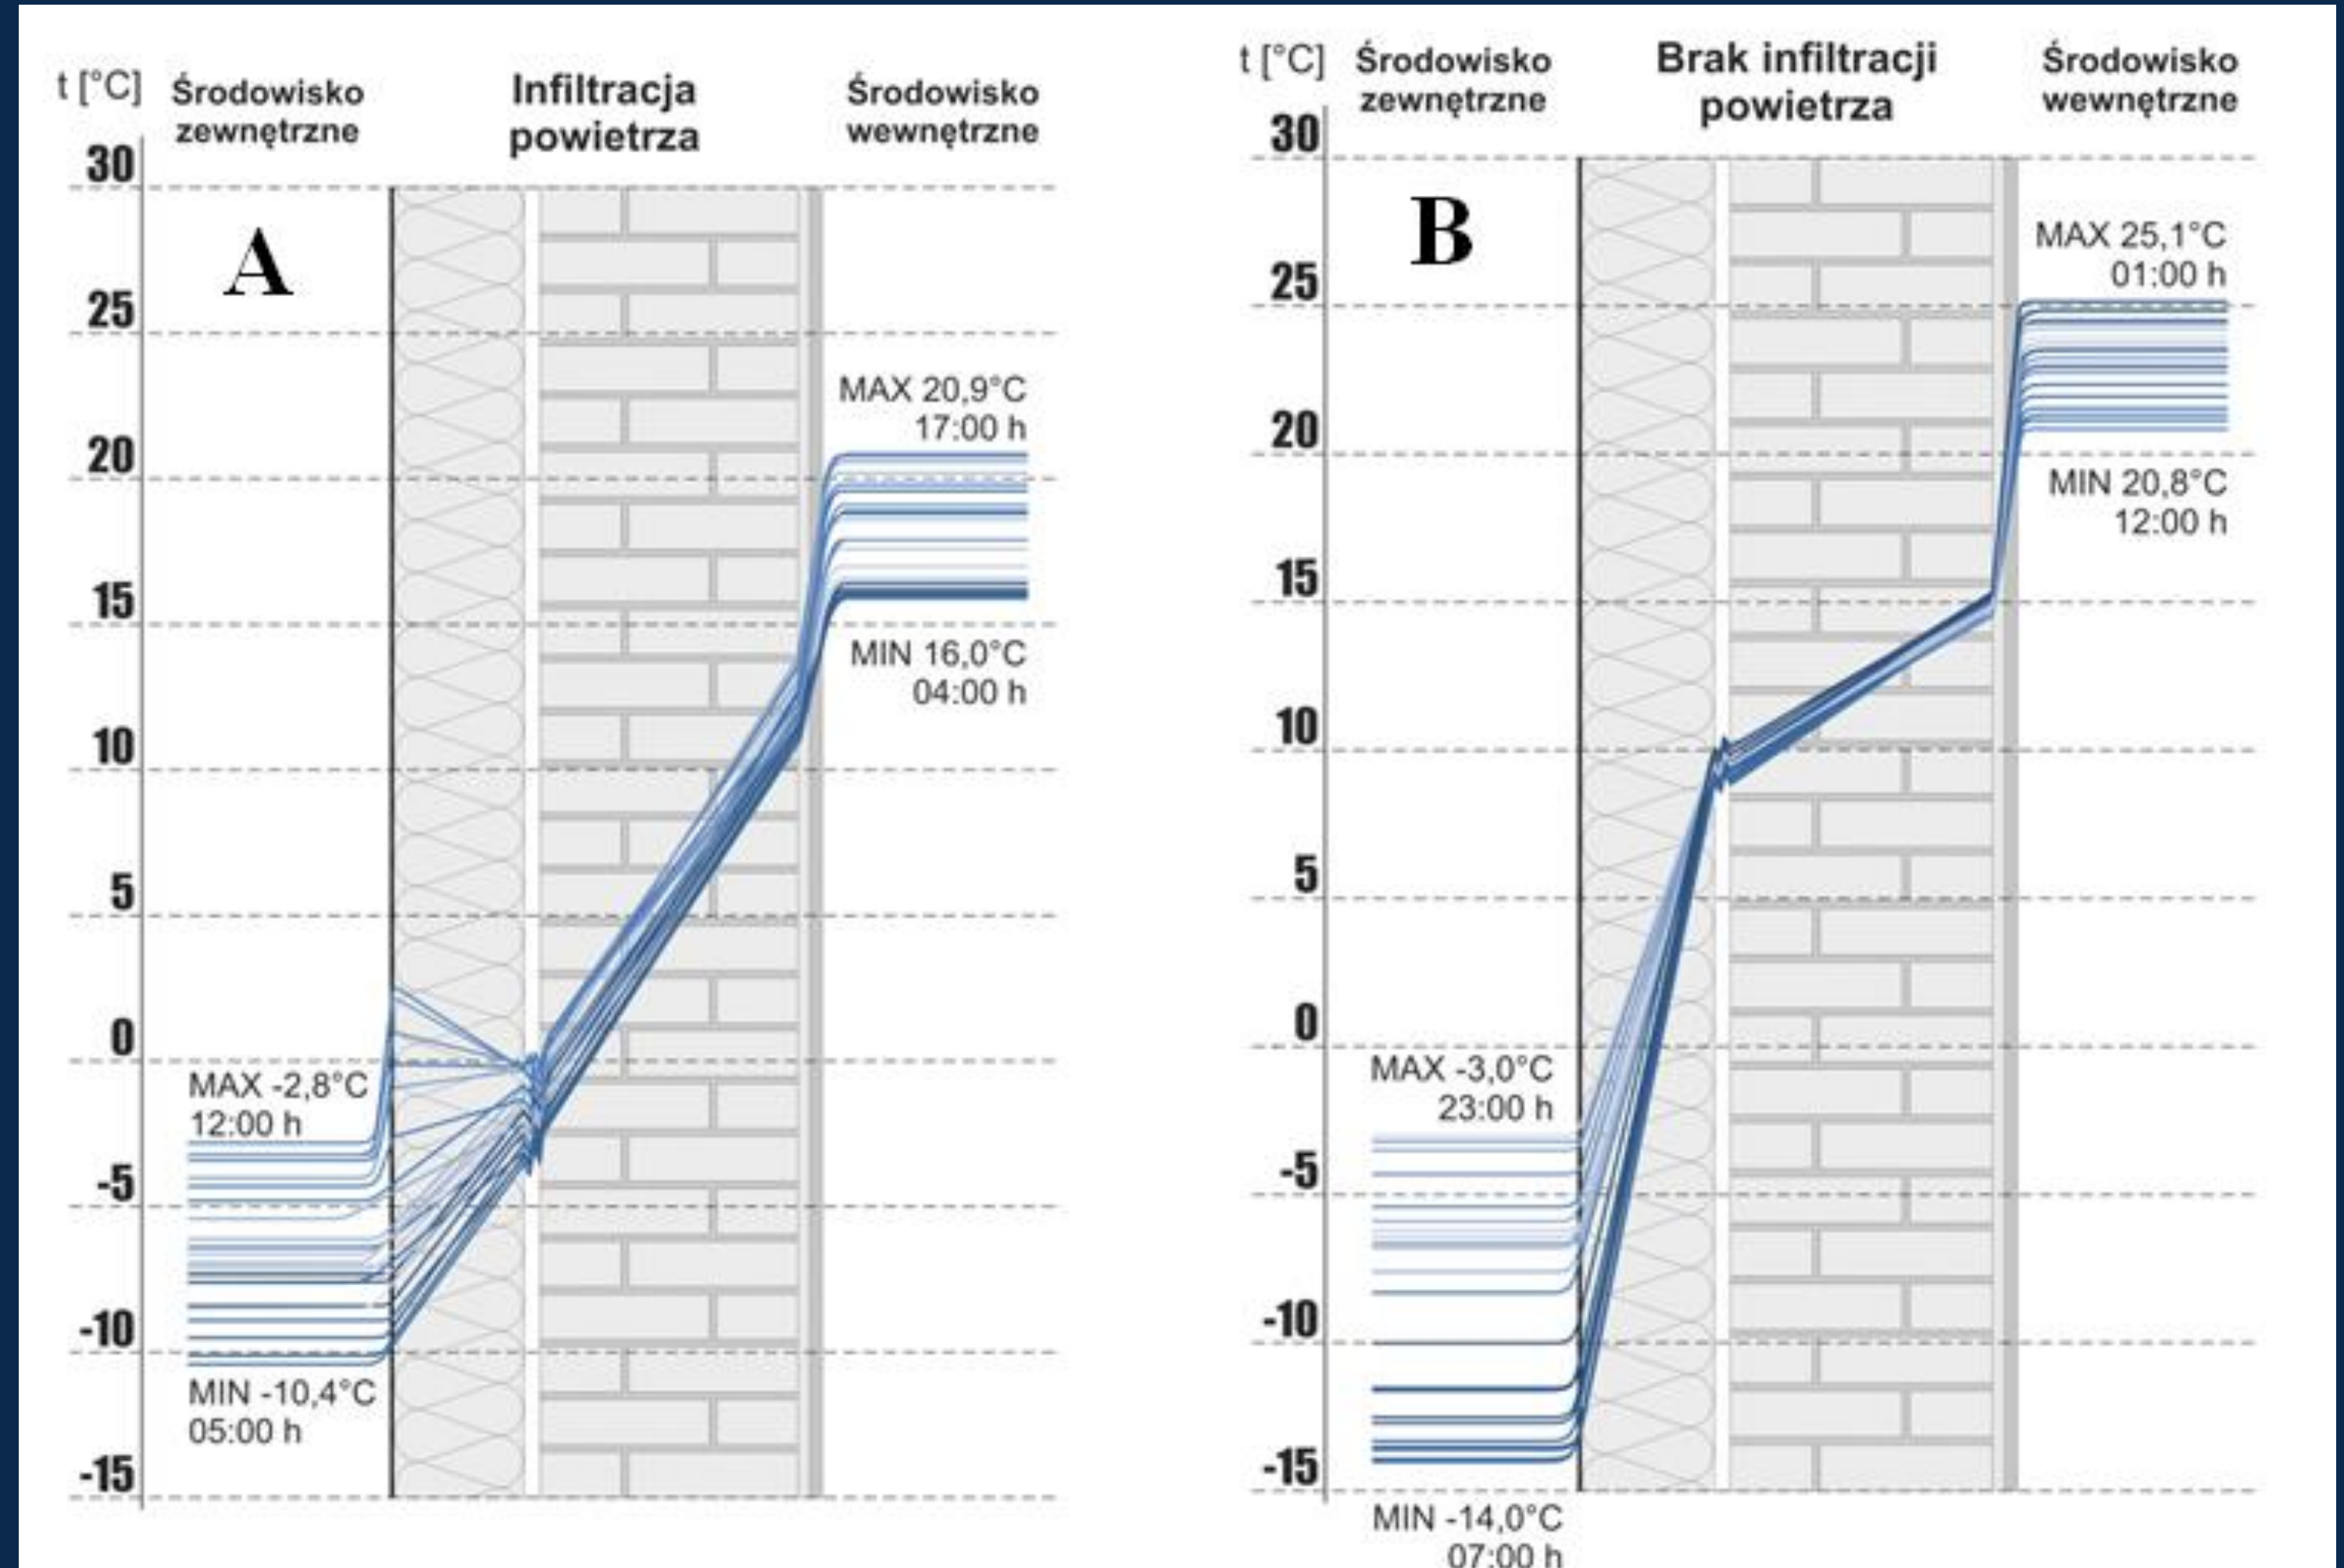 t [°C]
Środowisko
zewnętrzne
Infiltracja
powietrza
Środowisko
wewnętrzne
30
25
20
15
10
5
0
-5
-10
-15
A
MAX 20,9°C
17:00 h
MIN 16,0°C
04:00 h
MAX -2,8°C
12:00 h
MIN -10,4°C
05:00 h
t [°C]
Środowisko
zewnętrzne
Brak infiltracji
powietrza
Środowisko
wewnętrzne
30
25
20
15
10
5
0
-5
-10
-15
B
MAX 25,1°C
01:00 h
MIN 20,8°C
12:00 h
MAX -3,0°C
23:00 h
MIN -14,0°C
07:00 h